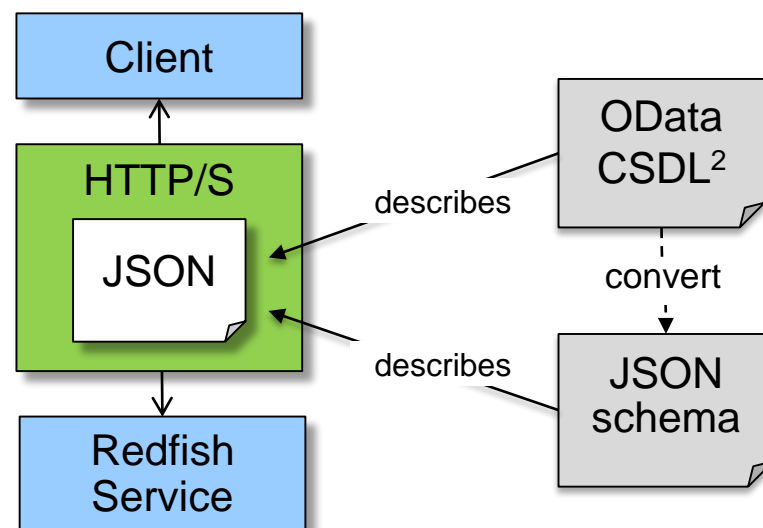 Client
HTTP/S
JSON
Redfish
Service
describes
describes
OData
CSDL²
convert
JSON
schema